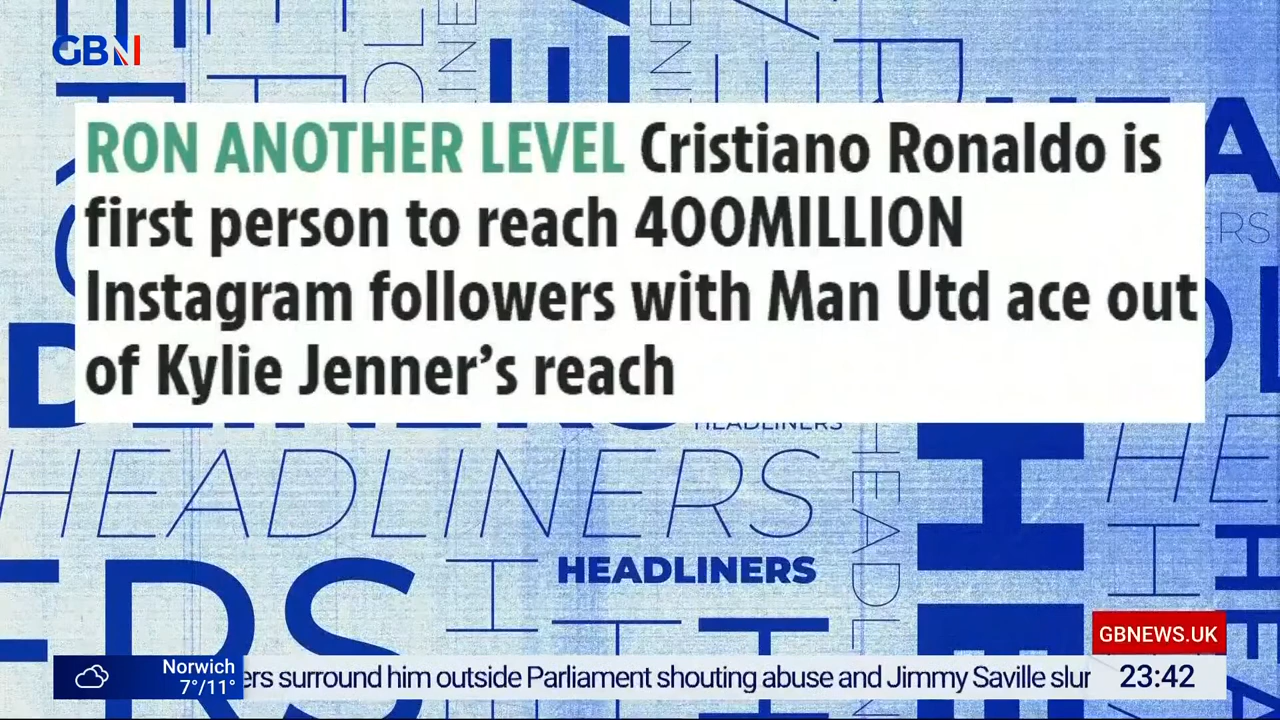 GBN
RON ANOTHER LEVEL Cristiano Ronaldo is
first person to reach 400MILLION
Instagram followers with Man Utd ace out
of Kylie Jenner's reach
HEADLINERS
HEADLINERS
HEADLINERS
GBNEWS.UK
Norwich
7°/11°
ers surround him outside Parliament shouting abuse and Jimmy Saville slur
23:42